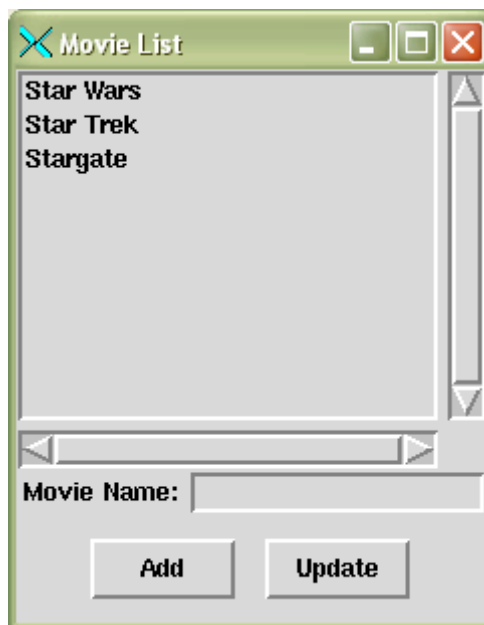 Movie List
Star Wars
Star Trek
Stargate
Movie Name:
Add Update